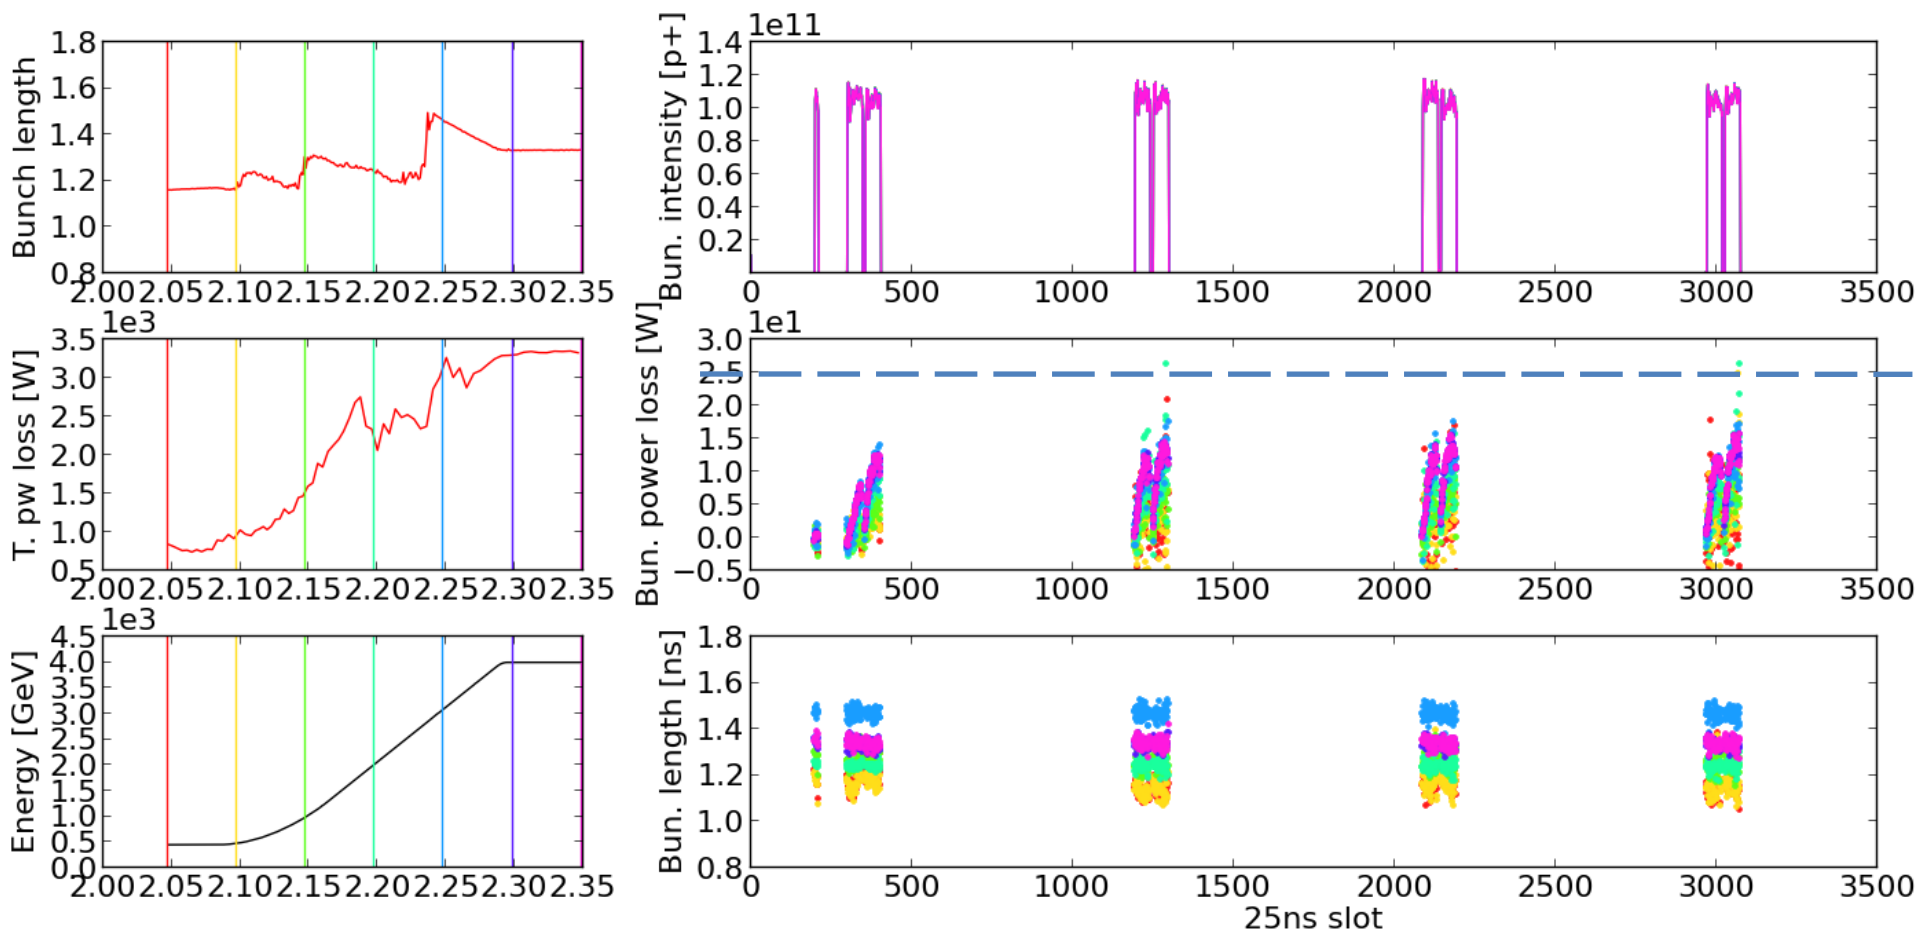 1e11
Bunch length
1.8
1.6
1.4
1.2
1.0
0.8
2.00 2.05 2.10 2.15 2.20 2.25 2.30 2.35
Bun. intensity [p+]
1.4
1.2
1.0
0.8
0.6
0.4
0.2
0 500 1000 1500 2000 2500 3000 3500
1e3
T. pw loss [W]
3.5
3.0
2.5
2.0
1.5
1.0
0.5
2.00 2.05 2.10 2.15 2.20 2.25 2.30 2.35
1e1
Bun. power loss [W]
3.0
2.5
2.0
1.5
1.0
0.5
0.0
−0.5
0 500 1000 1500 2000 2500 3000 3500
1e3
Energy [GeV]
4.5
4.0
3.5
3.0
2.5
2.0
1.5
1.0
0.5
0.0
2.00 2.05 2.10 2.15 2.20 2.25 2.30 2.35
Bun. length [ns]
1.8
1.6
1.4
1.2
1.0
0.8
0 500 1000 1500 2000 2500 3000 3500
25ns slot